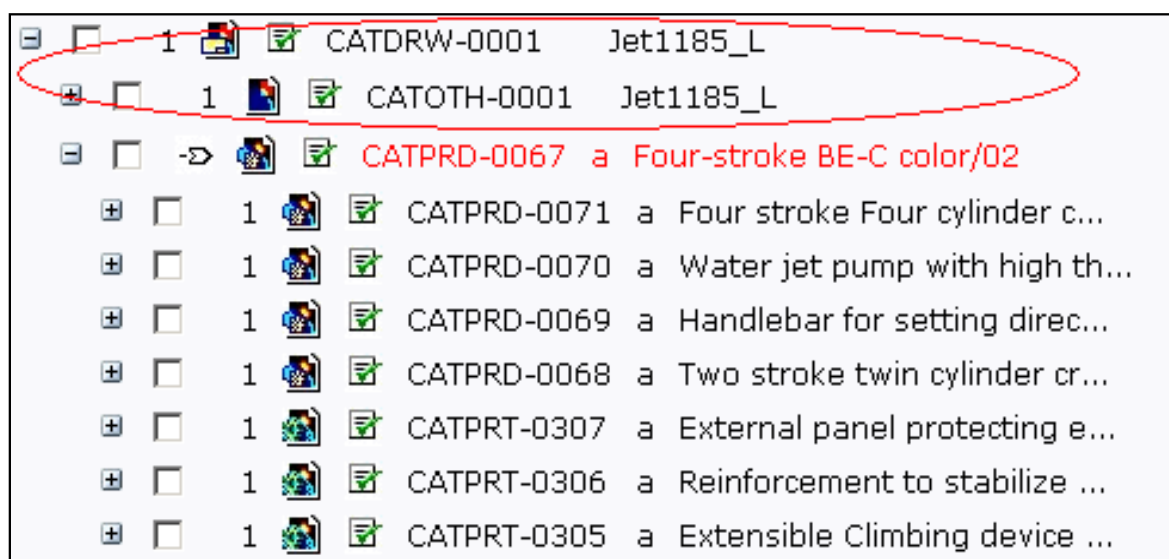 1 CATDRW-0001 Jet1185_L
1 CATOTH-0001 Jet1185_L
CATPRD-0067 a Four-stroke BE-C color/02
1 CATPRD-0071 a Four stroke Four cylinder c...
1 CATPRD-0070 a Water jet pump with high th...
1 CATPRD-0069 a Handlebar for setting direc...
1 CATPRD-0068 a Two stroke twin cylinder cr...
1 CATPRT-0307 a External panel protecting e...
1 CATPRT-0306 a Reinforcement to stabilize ...
1 CATPRT-0305 a Extensible Climbing device ...